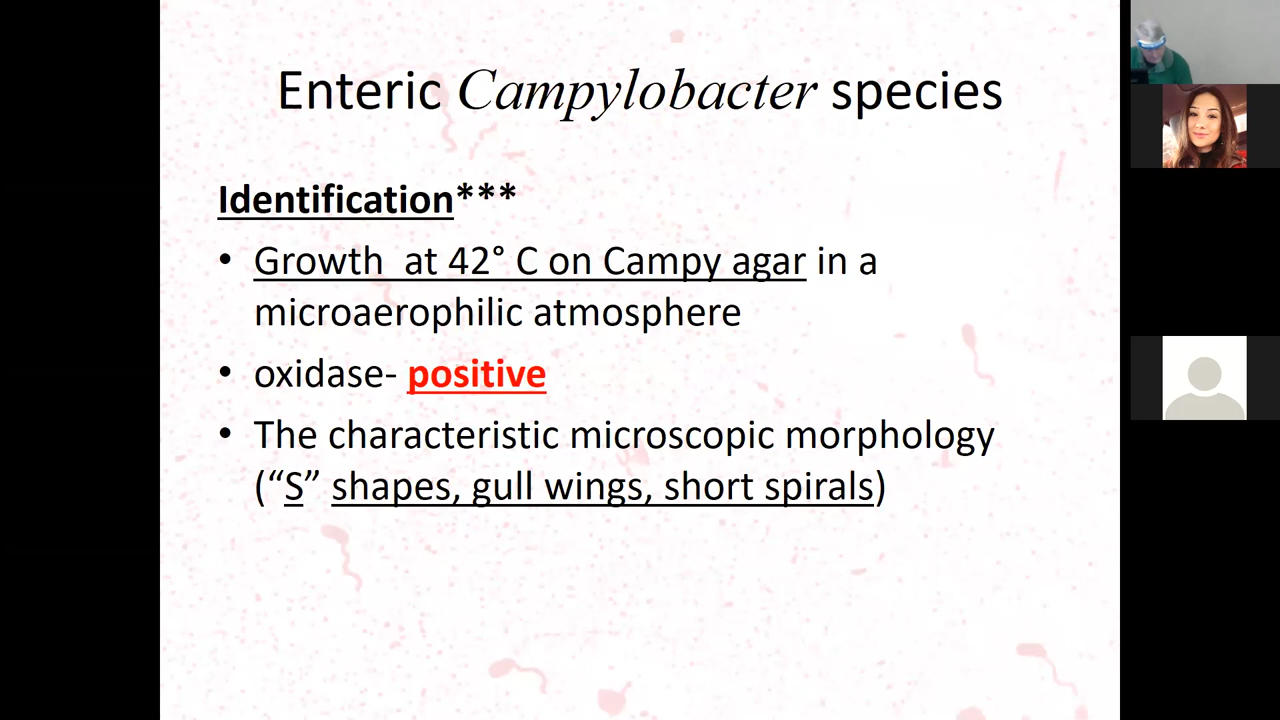 Enteric Campylobacter species
Identification***
• Growth at 42° C on Campy agar in a
microaerophilic atmosphere
• oxidase- positive
• The characteristic microscopic morphology
(“S” shapes, gull wings, short spirals)